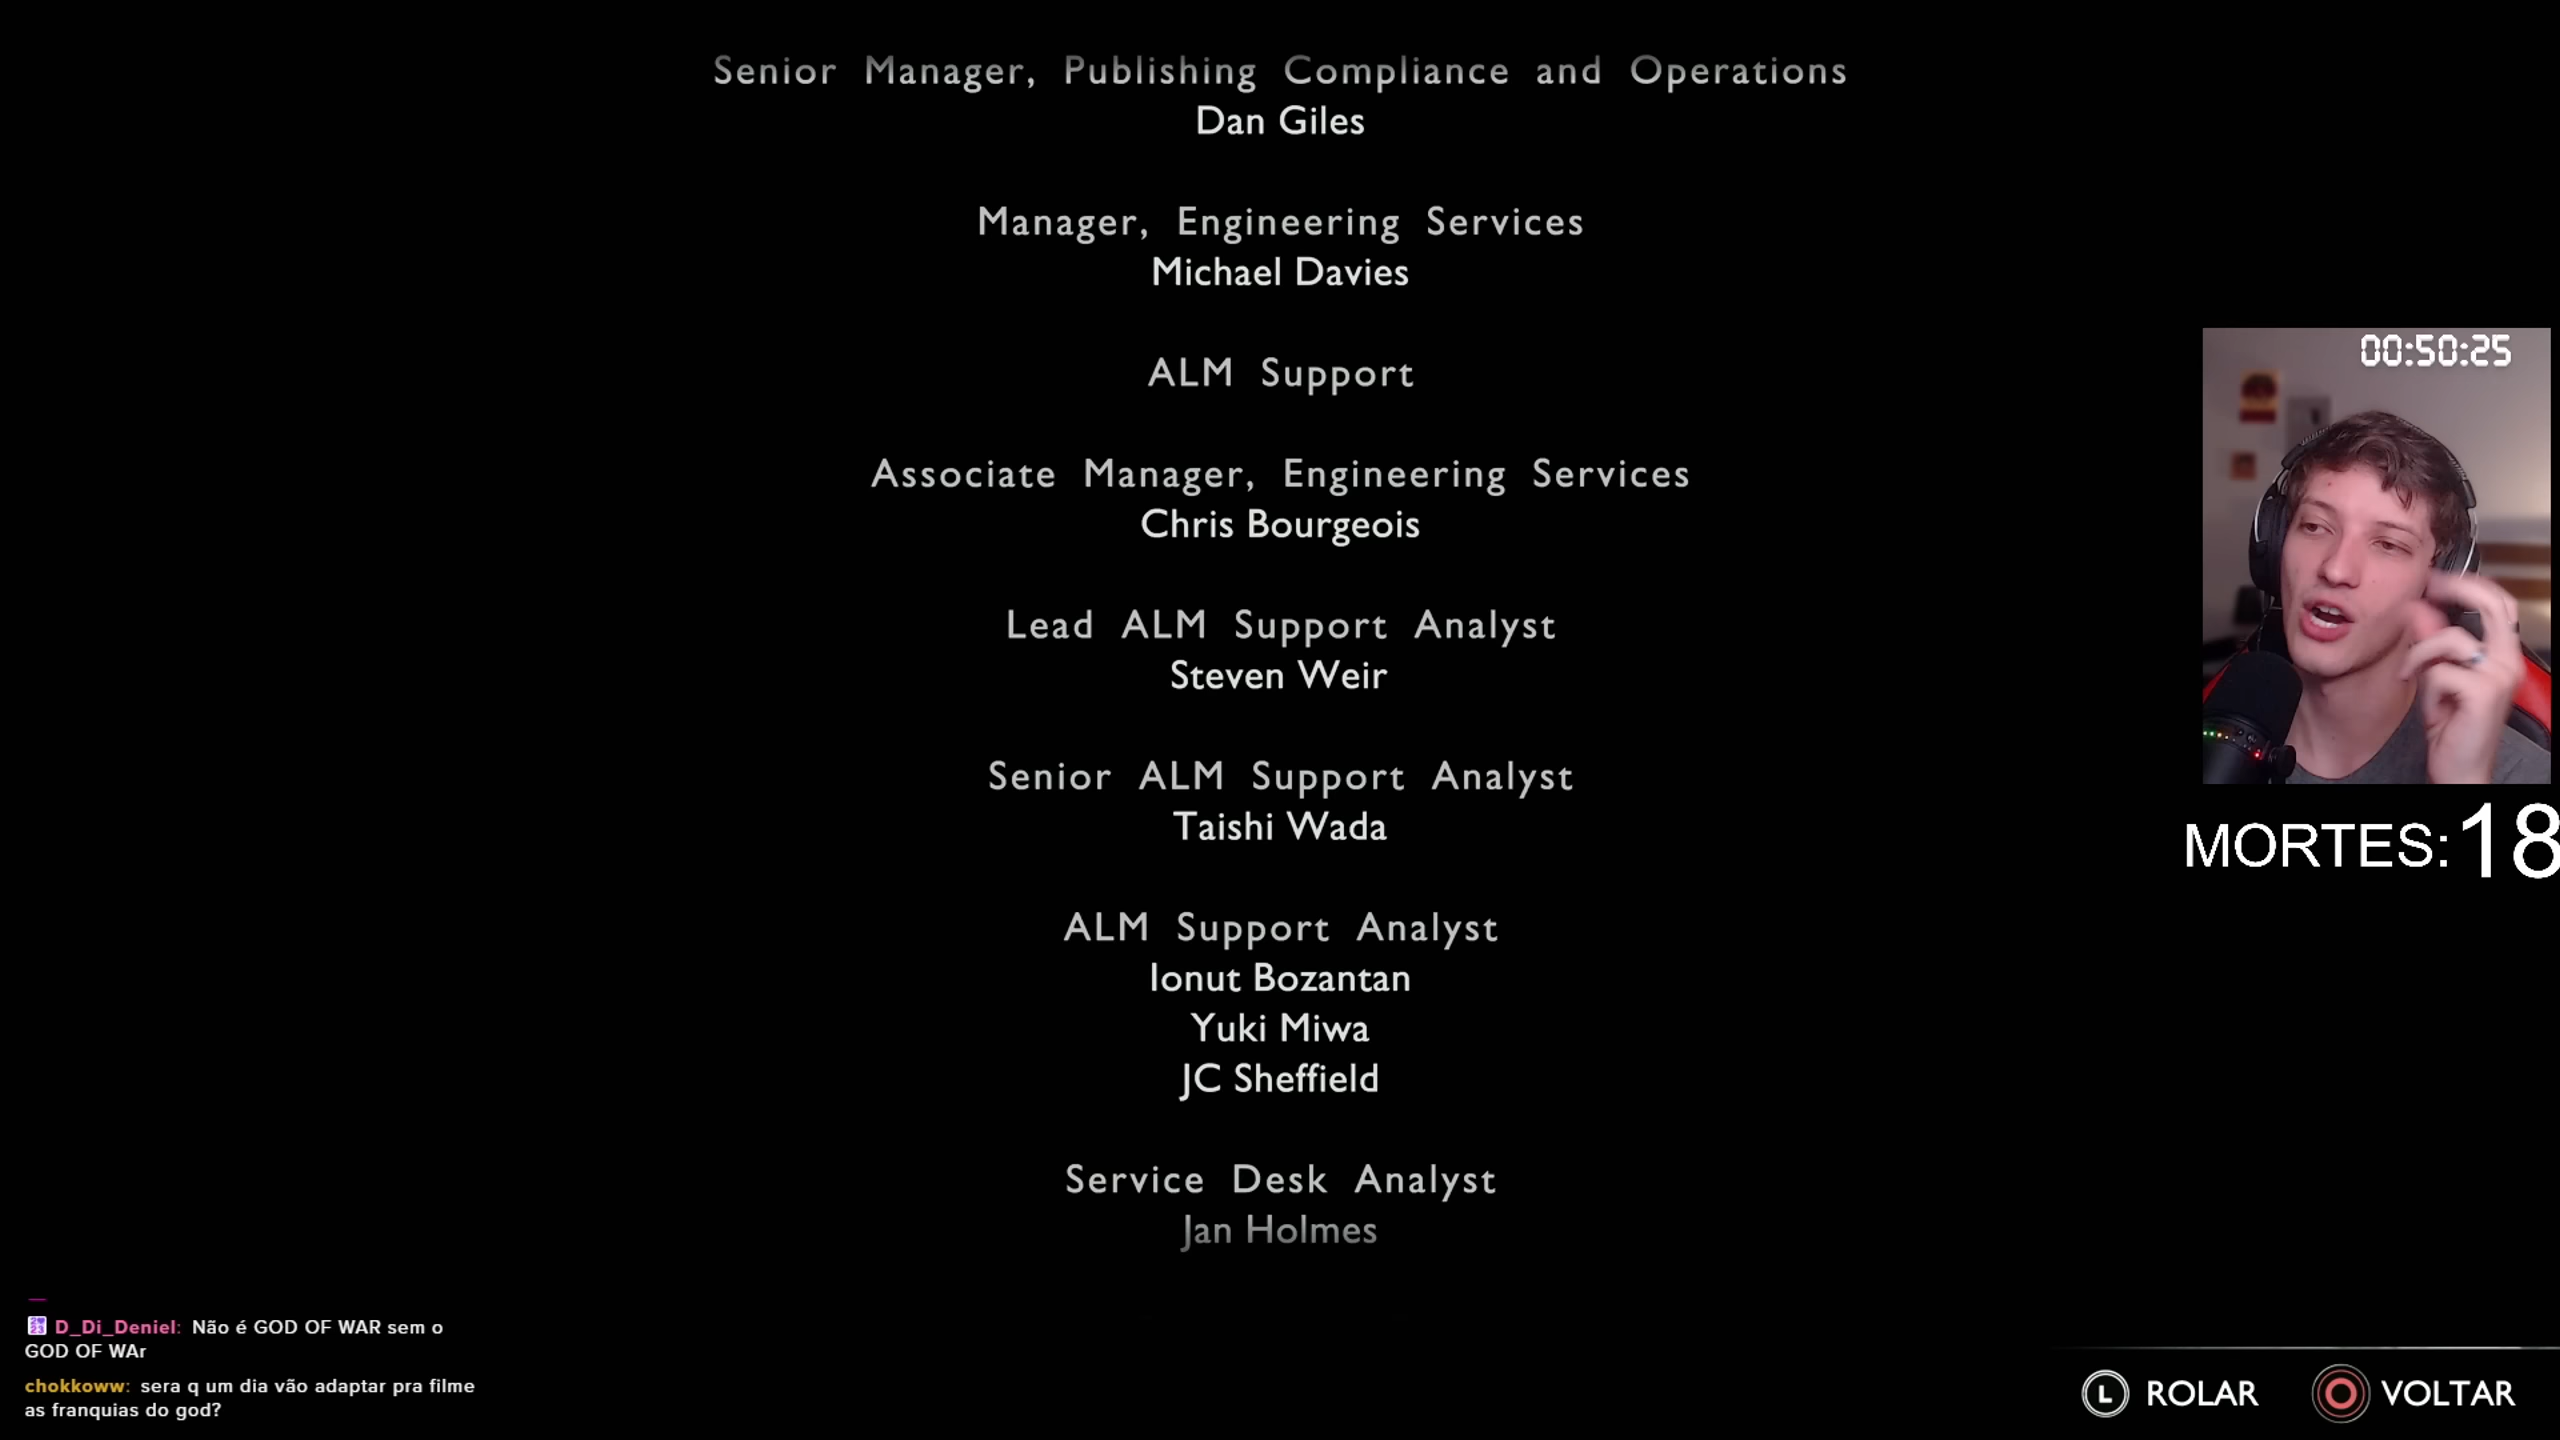 Senior Manager, Publishing Compliance and Operations
Dan Giles
Manager, Engineering Services
Michael Davies
ALM Support
Associate Manager, Engineering Services
Chris Bourgeois
Lead ALM Support Analyst
Steven Weir
Senior ALM Support Analyst
Taishi Wada
ALM Support Analyst
Ionut Bozantan
Yuki Miwa
JC Sheffield
Service Desk Analyst
Jan Holmes
00:50:25
MORTES:18
D_Di_Deniel: Não é GOD OF WAR sem o
GOD OF WAr
chokkoww: sera q um dia vão adaptar pra filme
as franquias do god?
L ROLAR VOLTAR